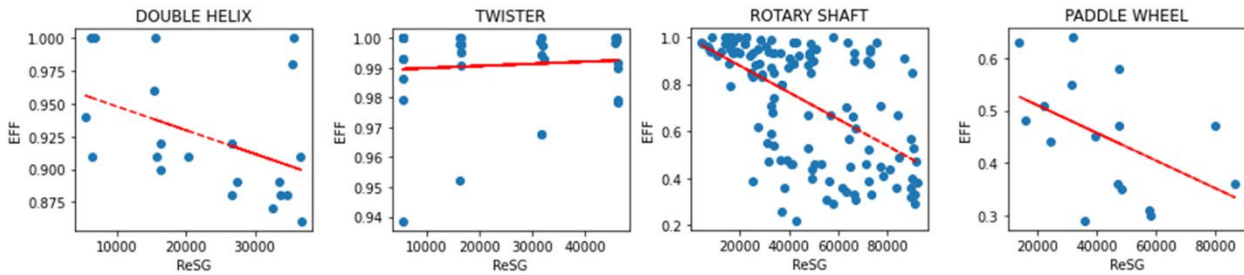 DOUBLE HELIX
1.000
0.975
0.950
0.925
0.900
0.875
EFF
10000 20000 30000
ReSG
TWISTER
1.00
0.99
0.98
0.97
0.96
0.95
0.94
EFF
10000 20000 30000 40000
ReSG
ROTARY SHAFT
1.0
0.8
0.6
0.4
0.2
EFF
20000 40000 60000 80000
ReSG
PADDLE WHEEL
0.6
0.5
0.4
0.3
EFF
20000 40000 60000 80000
ReSG